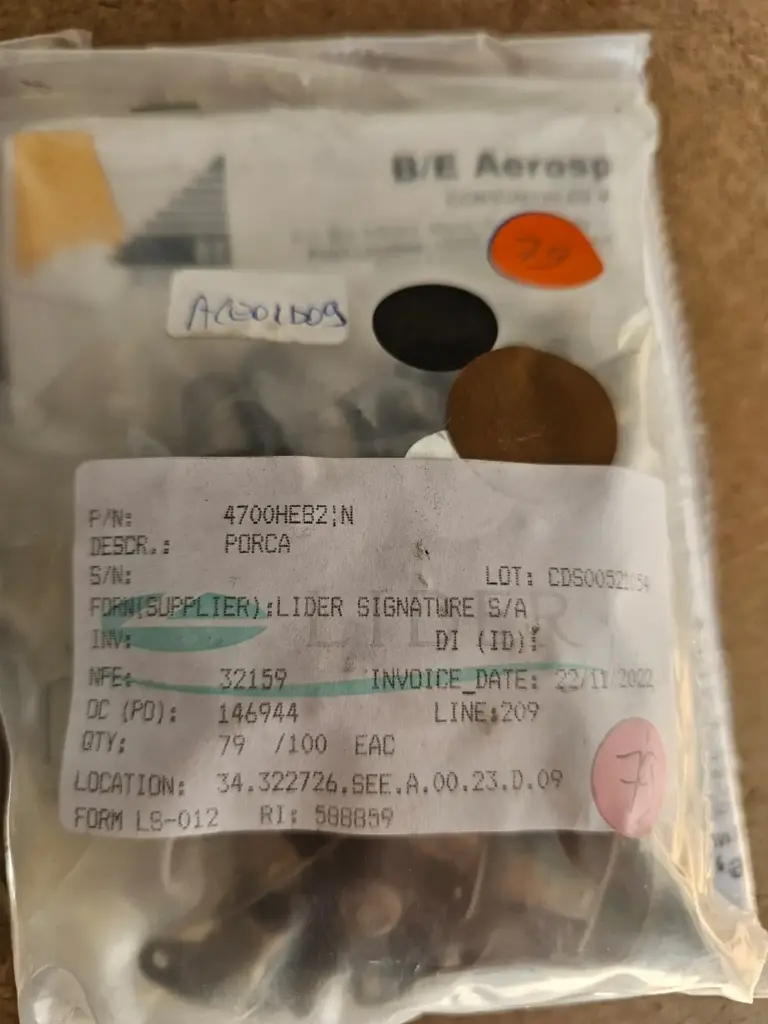 B/E Aerosp
79
P/N: 4700HEB2¦N
DESCR.: PORCA
S/N: LOT:
FORN(SUPPLIER):LIDER SIGNATURE S/A
LIDER
INV: DI (ID):
NFE: 32159 INVOICE_DATE: 22/11/2022
OC (PO): 146944 LINE:209
QTY: 79 /100 EAC
79
LOCATION: 34.322726.SEE.A.00.23.D.09
FORM LS-012 RI: 588859